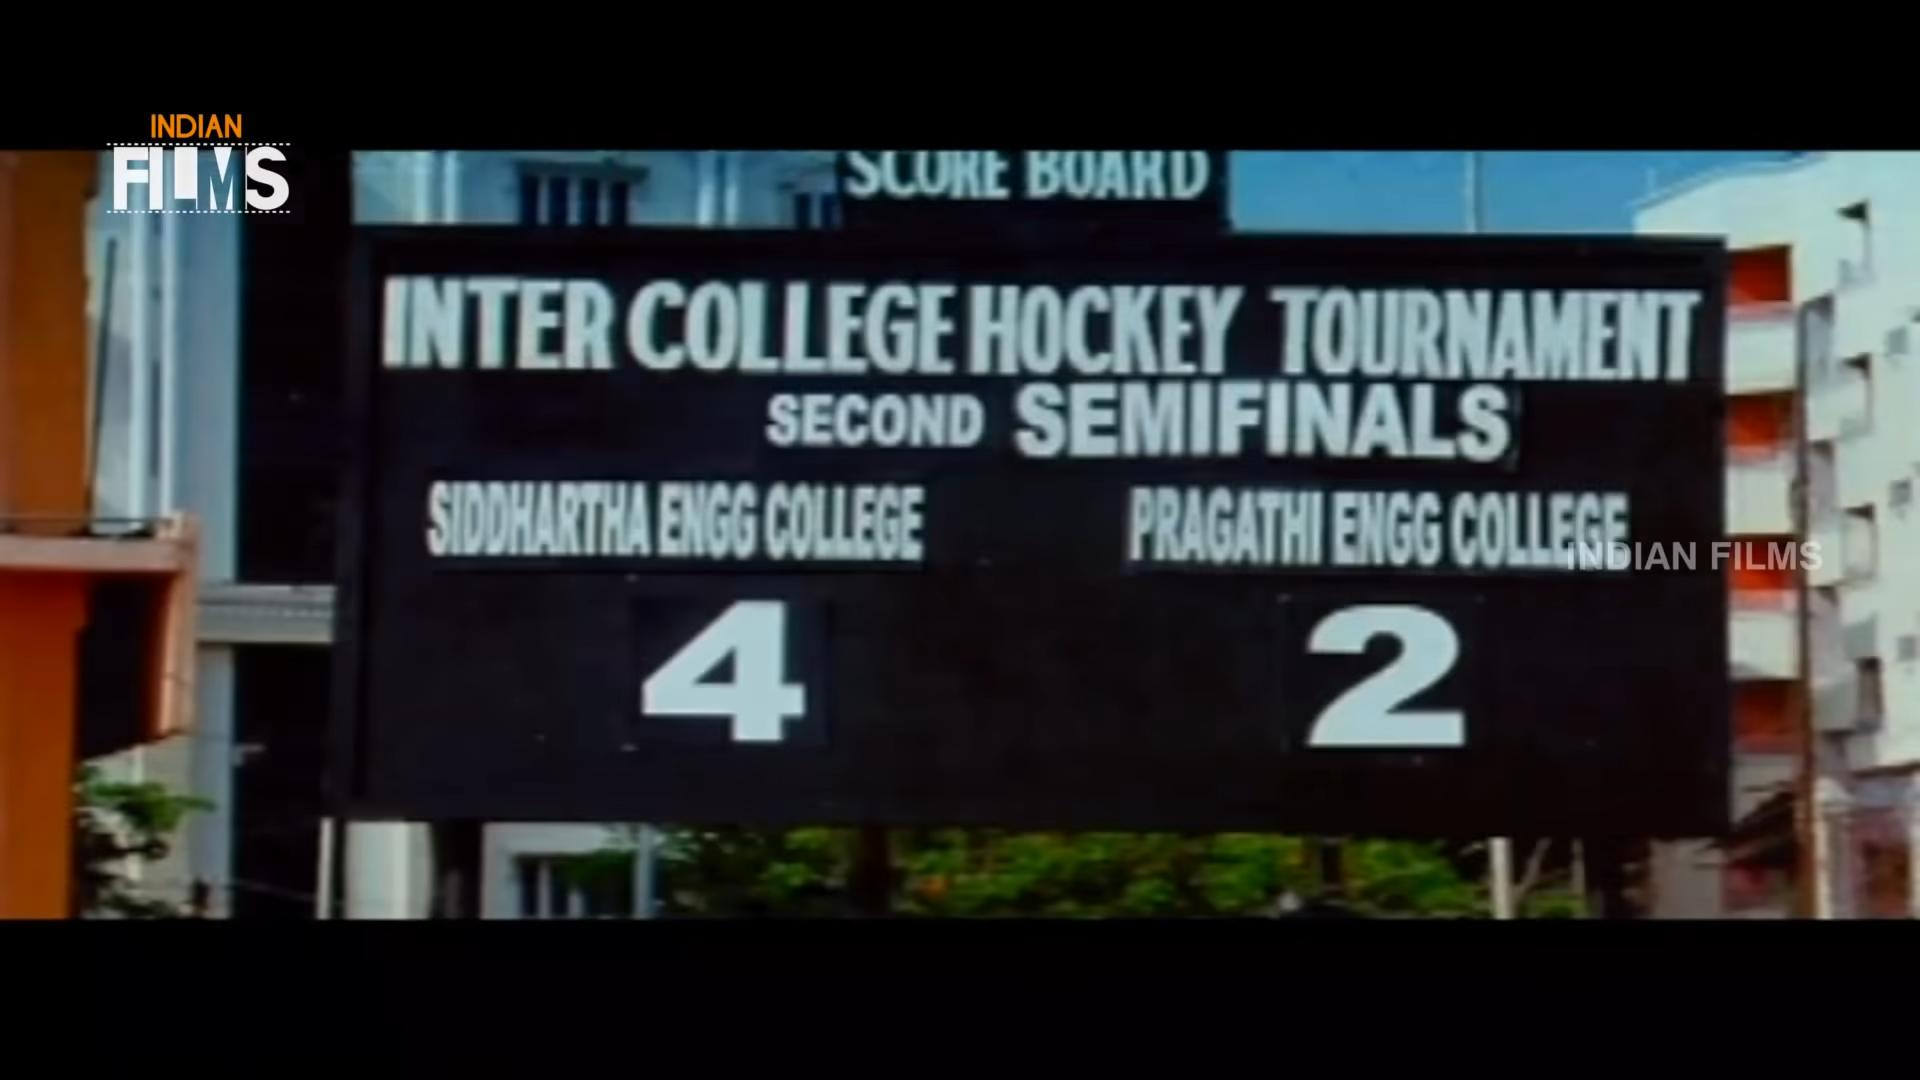 INDIAN
FILMS
SCORE BOARD
INTER COLLEGE HOCKEY TOURNAMENT
SECOND SEMIFINALS
SIDDHARTHA ENGG COLLEGE
PRAGATHI ENGG COLLEGE
INDIAN FILMS
4
2